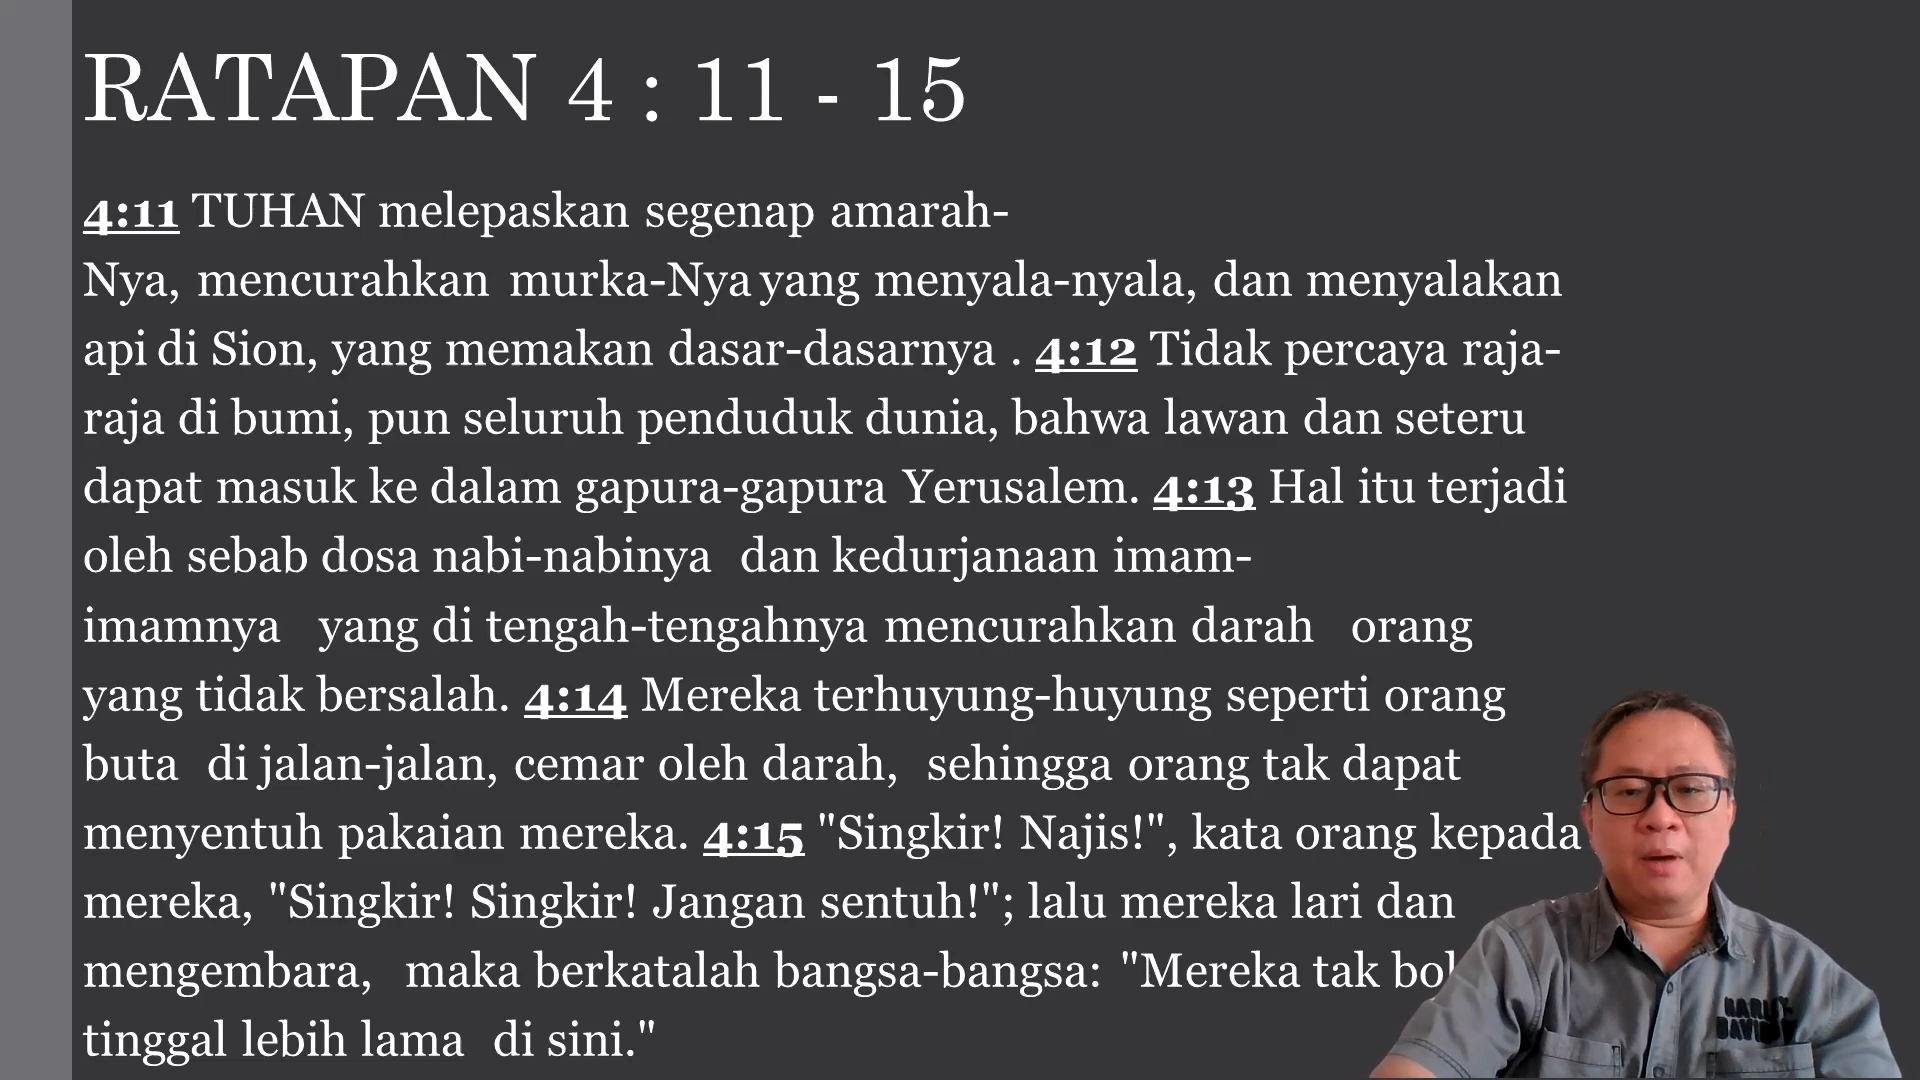 RATAPAN 4 : 11 - 15
4:11 TUHAN melepaskan segenap amarah-
Nya, mencurahkan murka-Nya yang menyala-nyala, dan menyalakan
api di Sion, yang memakan dasar-dasarnya . 4:12 Tidak percaya raja-
raja di bumi, pun seluruh penduduk dunia, bahwa lawan dan seteru
dapat masuk ke dalam gapura-gapura Yerusalem. 4:13 Hal itu terjadi
oleh sebab dosa nabi-nabinya dan kedurjanaan imam-
imamnya yang di tengah-tengahnya mencurahkan darah orang
yang tidak bersalah. 4:14 Mereka terhuyung-huyung seperti orang
buta di jalan-jalan, cemar oleh darah, sehingga orang tak dapat
menyentuh pakaian mereka. 4:15 "Singkir! Najis!", kata orang kepada
mereka, "Singkir! Singkir! Jangan sentuh!"; lalu mereka lari dan
mengembara, maka berkatalah bangsa-bangsa: "Mereka tak
tinggal lebih lama di sini."